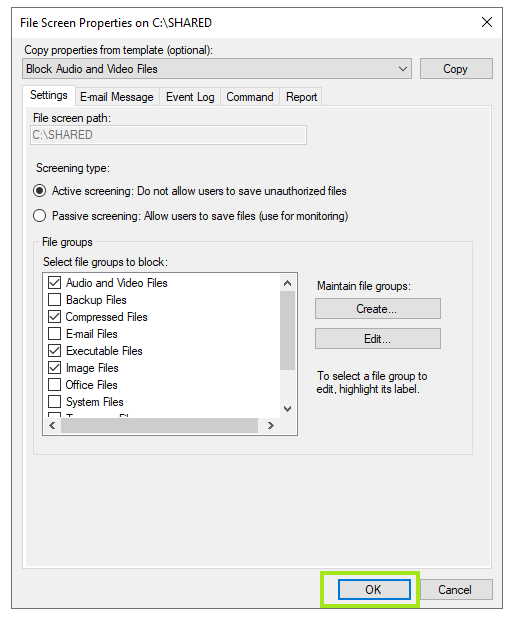 File Screen Properties on C:\SHARED
Copy properties from template (optional):
Block Audio and Video Files
Copy
Settings E-mail Message Event Log Command Report
File screen path:
C:\SHARED
Screening type:
Active screening: Do not allow users to save unauthorized files
Passive screening: Allow users to save files (use for monitoring)
File groups
Select file groups to block:
Audio and Video Files
Backup Files
Compressed Files
E-mail Files
Executable Files
Image Files
Office Files
System Files
Maintain file groups:
Create...
Edit...
To select a file group to
edit, highlight its label.
OK
Cancel